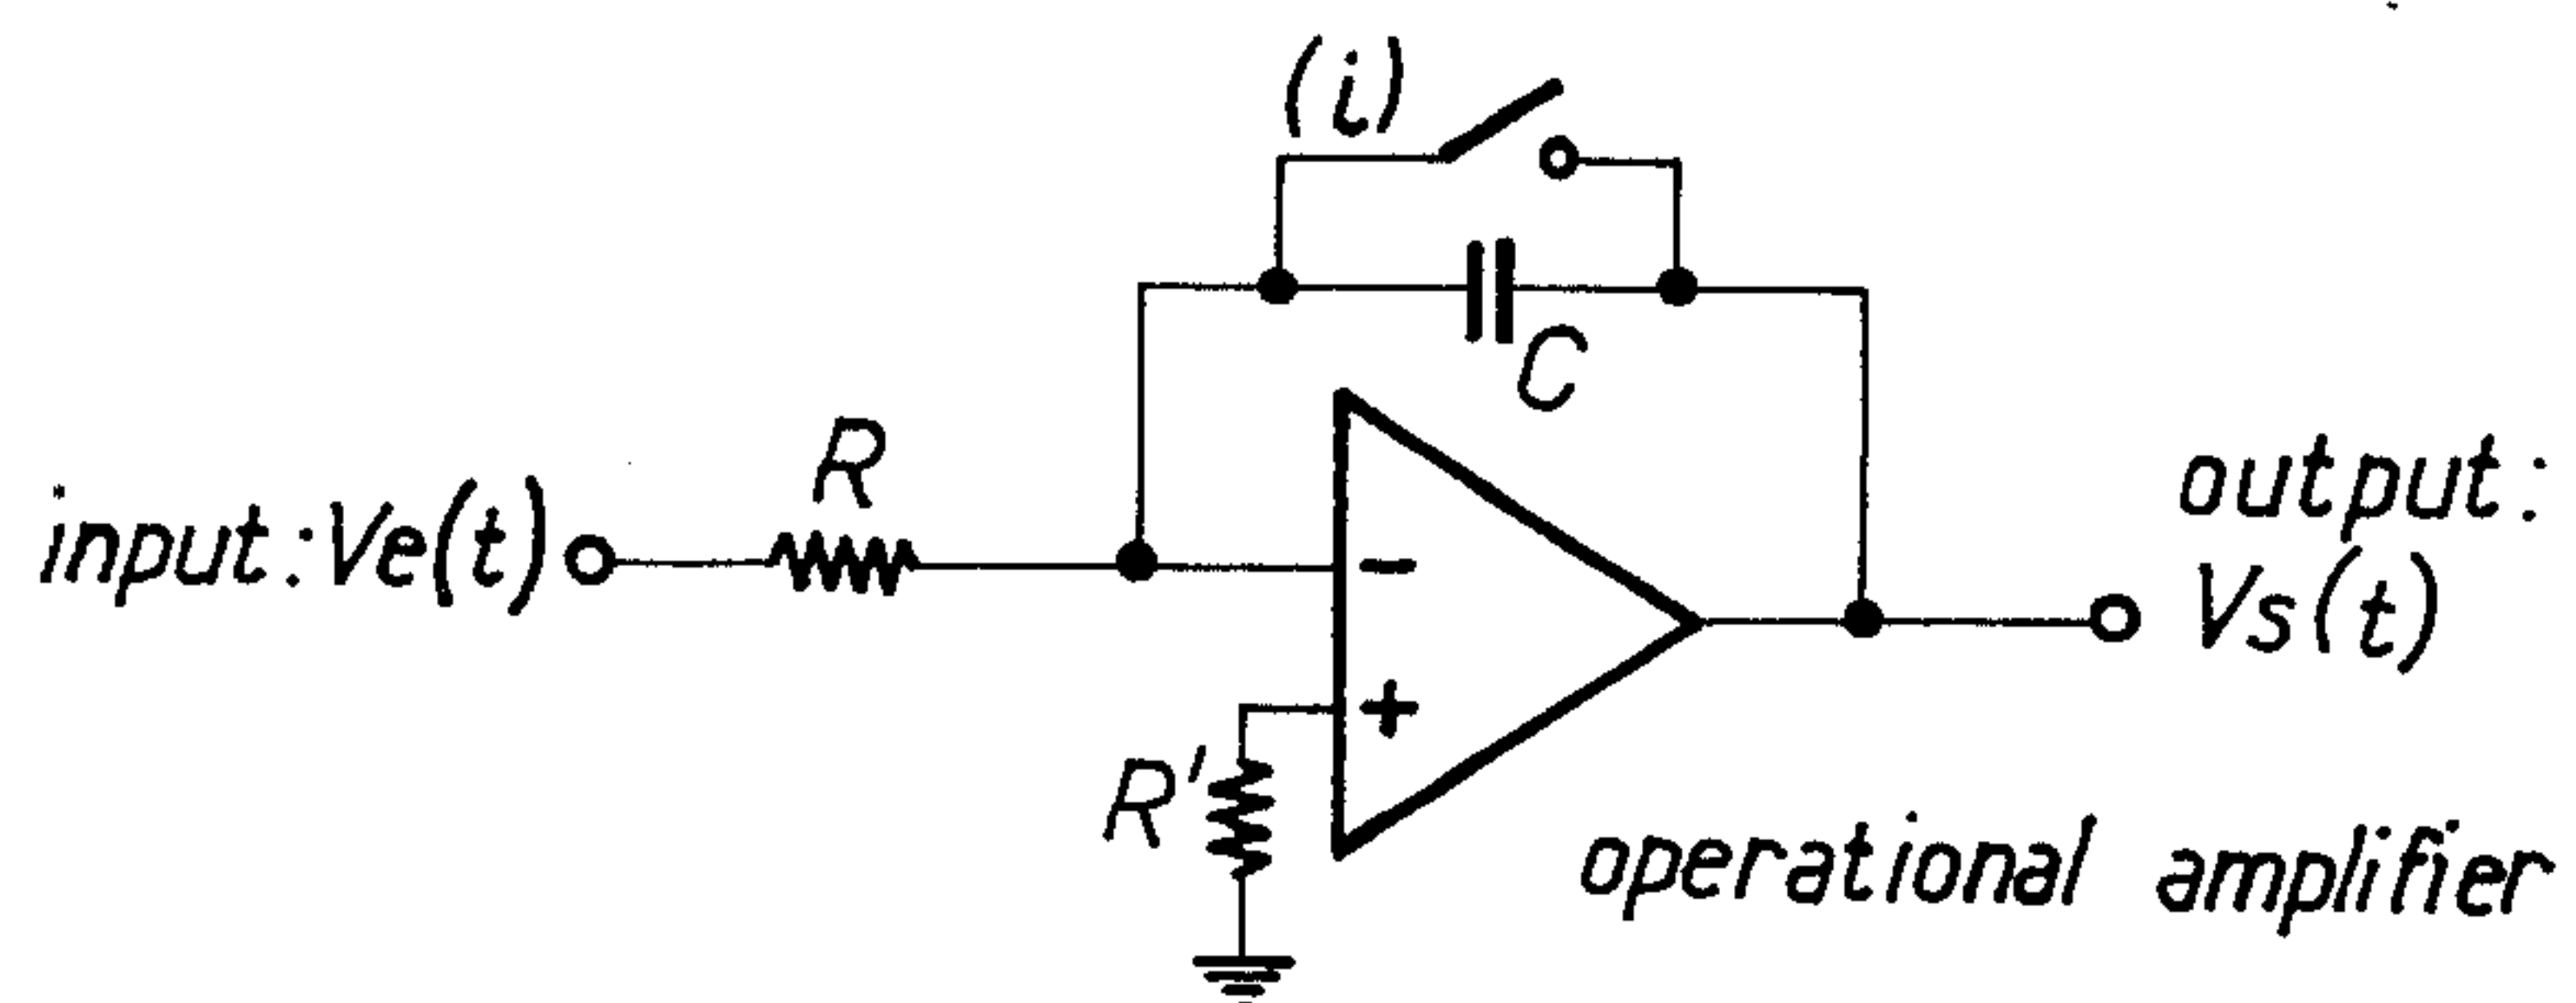 (i)
C
R
input: Ve(t)
output:
Vs(t)
-
+
R'
operational amplifier